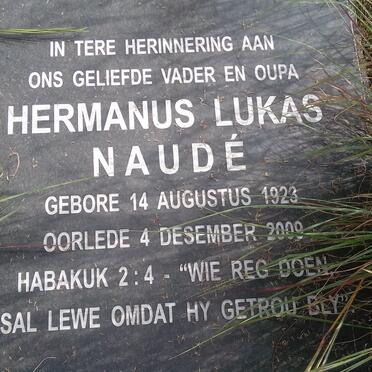 IN TERE HERINNERING AAN
ONS GELIEFDE VADER EN OUPA
HERMANUS LUKAS
NAUDÉ
GEBORE 14 AUGUSTUS 1923
OORLEDE 4 DESEMBER 2009
HABAKUK 2:4 - "WIE REG DOEN,
SAL LEWE OMDAT HY GETROU BLY".